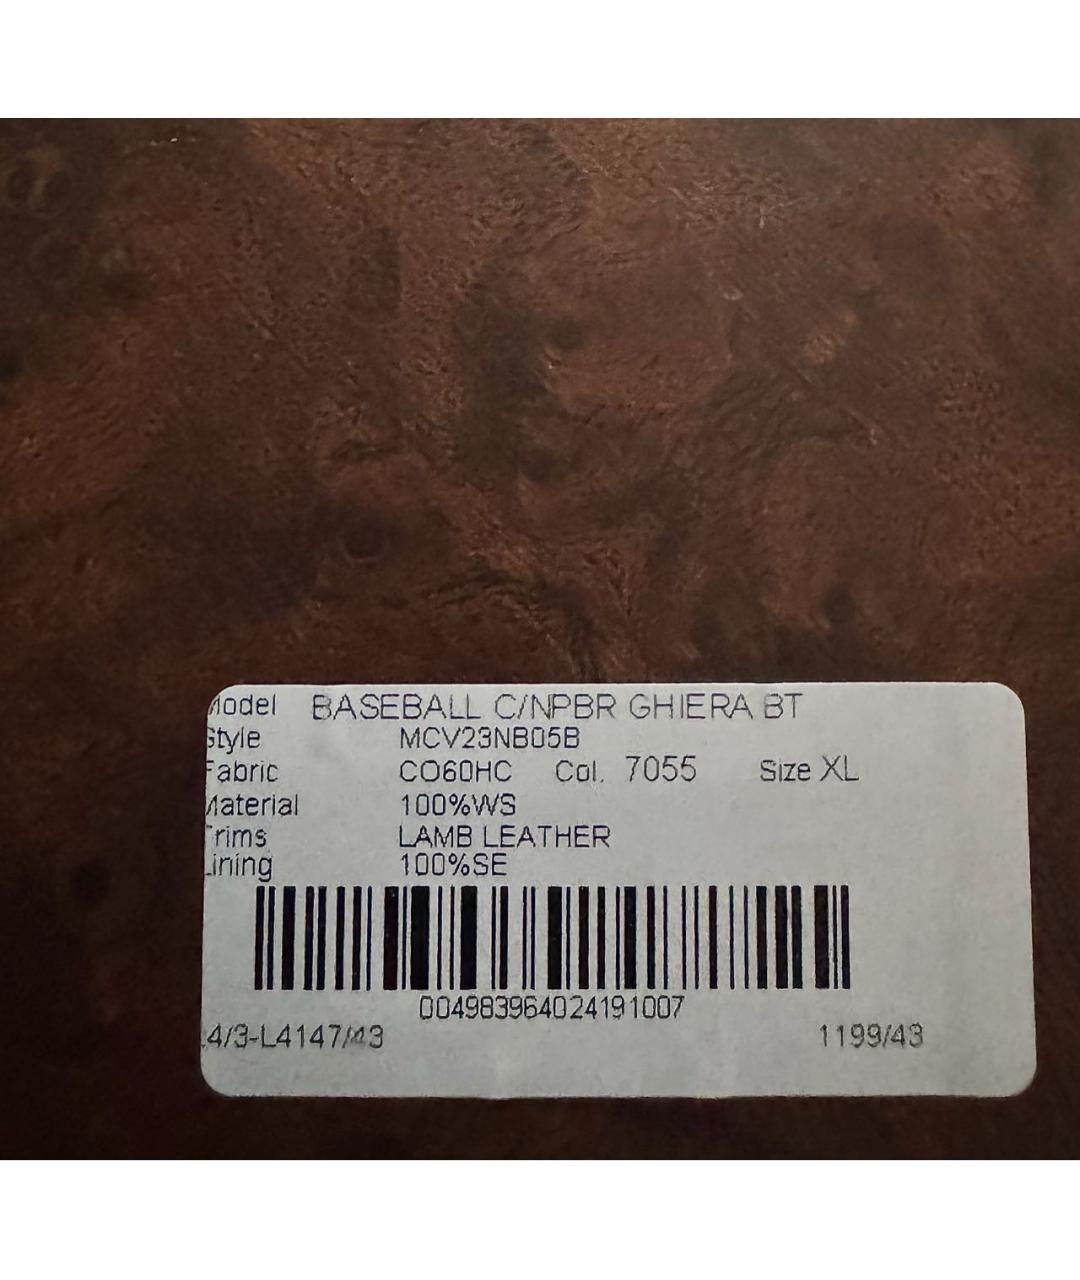 Model BASEBALL C/NPBR GHIERA BT
Style MCV23NB05B
Fabric CO60HC Col. 7055 Size XL
Material 100%WS
Trims LAMB LEATHER
Lining 100%SE
004983964024191007
4/3-L4147/43 1199/43